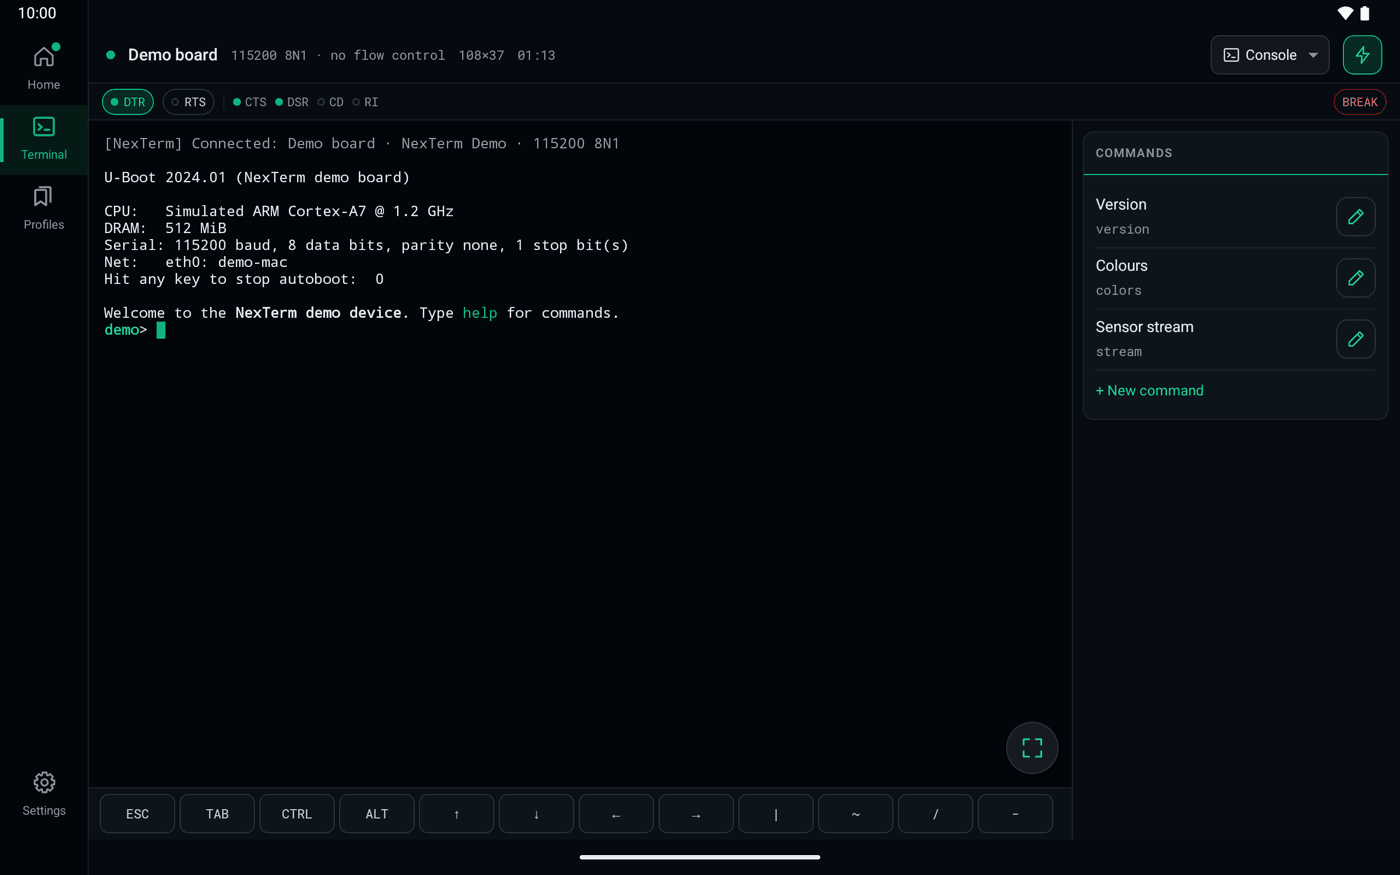 10:00
Home
Terminal
Profiles
Settings
Demo board 115200 8N1 · no flow control 108×37 01:13
Console
DTR RTS CTS DSR CD RI
BREAK
[NexTerm] Connected: Demo board · NexTerm Demo · 115200 8N1
U-Boot 2024.01 (NexTerm demo board)
CPU: Simulated ARM Cortex-A7 @ 1.2 GHz
DRAM: 512 MiB
Serial: 115200 baud, 8 data bits, parity none, 1 stop bit(s)
Net: eth0: demo-mac
Hit any key to stop autoboot: 0
Welcome to the NexTerm demo device. Type help for commands.
demo>
COMMANDS
Version
version
Colours
colors
Sensor stream
stream
+ New command
ESC TAB CTRL ALT ↑ ↓ ← → | ~ / -